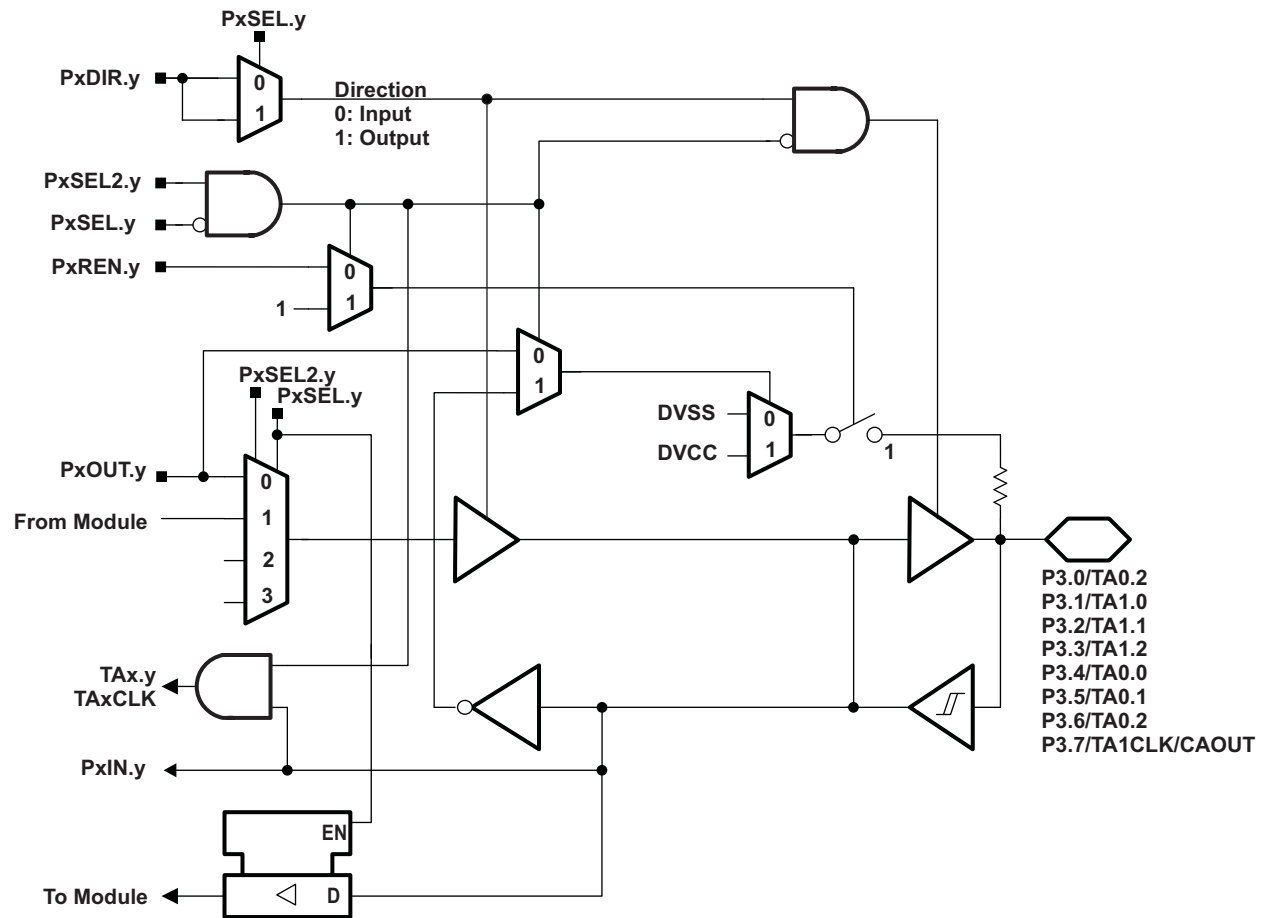 PxSEL.y
PxDIR.y
0
1
Direction
0: Input
1: Output
PxSEL2.y
PxSEL.y
PxREN.y
0
1
1
0
1
PxSEL2.y
PxSEL.y
DVSS
DVCC
0
1
1
PxOUT.y
From Module
0
1
2
3
P3.0/TA0.2
P3.1/TA1.0
P3.2/TA1.1
P3.3/TA1.2
P3.4/TA0.0
P3.5/TA0.1
P3.6/TA0.2
P3.7/TA1CLK/CAOUT
TAx.y
TAxCLK
PxIN.y
EN
D
To Module